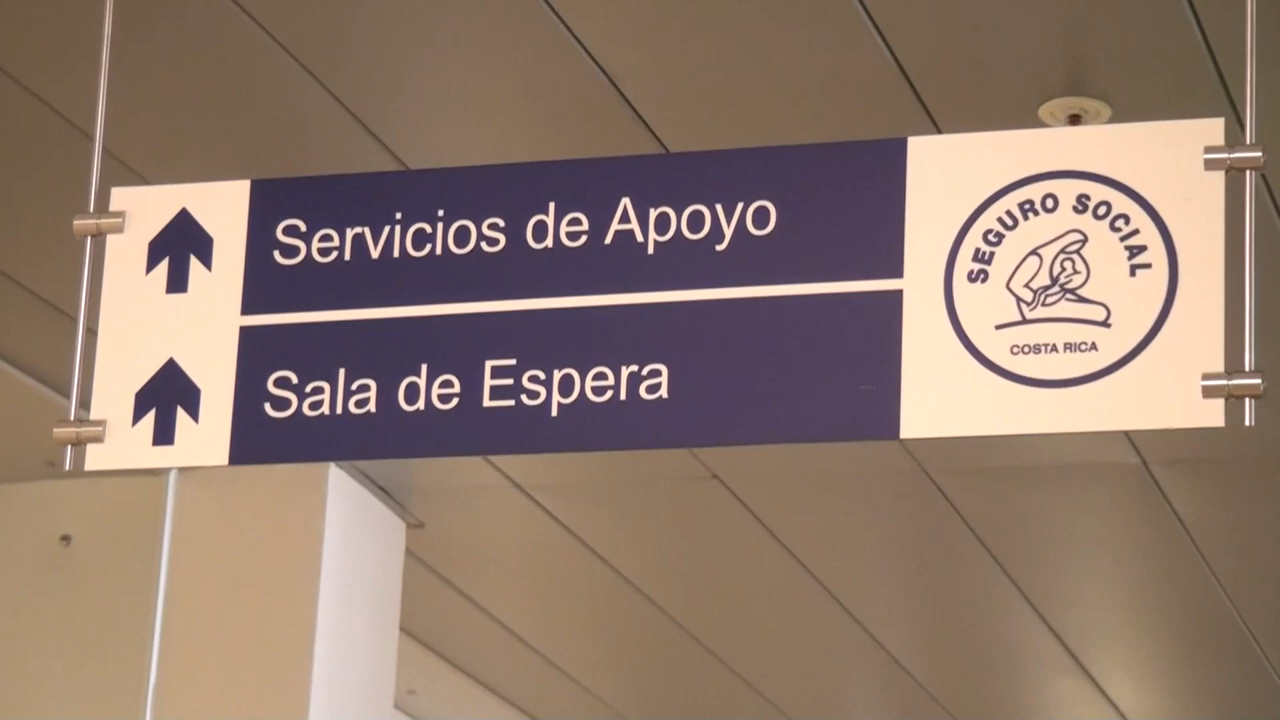 Servicios de Apoyo
Sala de Espera
SEGURO SOCIAL
COSTA RICA